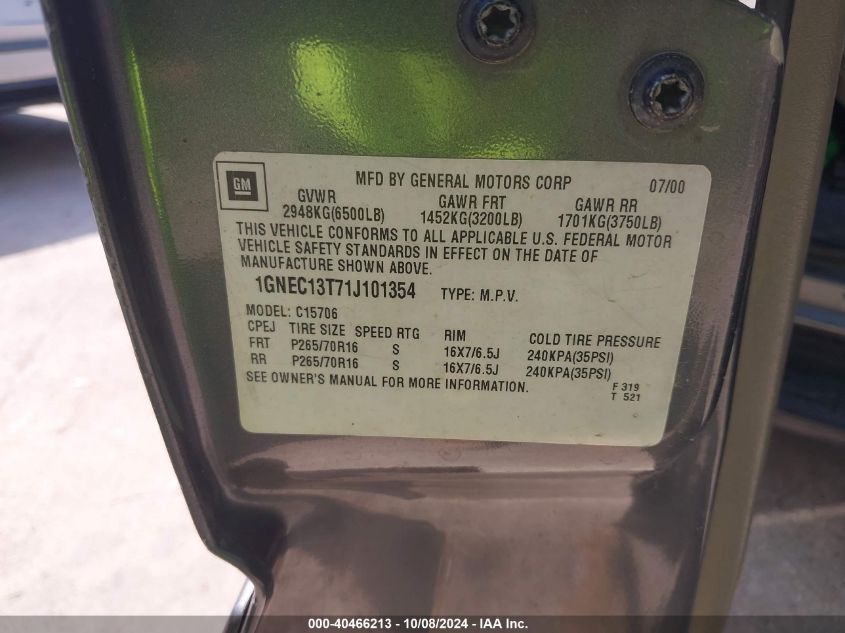 GM
MFD BY GENERAL MOTORS CORP 07/00
GVWR GAWR FRT GAWR RR
2948KG(6500LB) 1452KG(3200LB) 1701KG(3750LB)
THIS VEHICLE CONFORMS TO ALL APPLICABLE U.S. FEDERAL MOTOR
VEHICLE SAFETY STANDARDS IN EFFECT ON THE DATE OF
MANUFACTURE SHOWN ABOVE.
1GNEC13T71J101354 TYPE: M.P.V.
MODEL: C15706
CPEJ TIRE SIZE SPEED RTG RIM COLD TIRE PRESSURE
FRT P265/70R16 S 16X7/6.5J 240KPA(35PSI)
RR P265/70R16 S 16X7/6.5J 240KPA(35PSI)
SEE OWNER'S MANUAL FOR MORE INFORMATION.
F 319
T 521
000-40466213 - 10/08/2024 - IAA Inc.